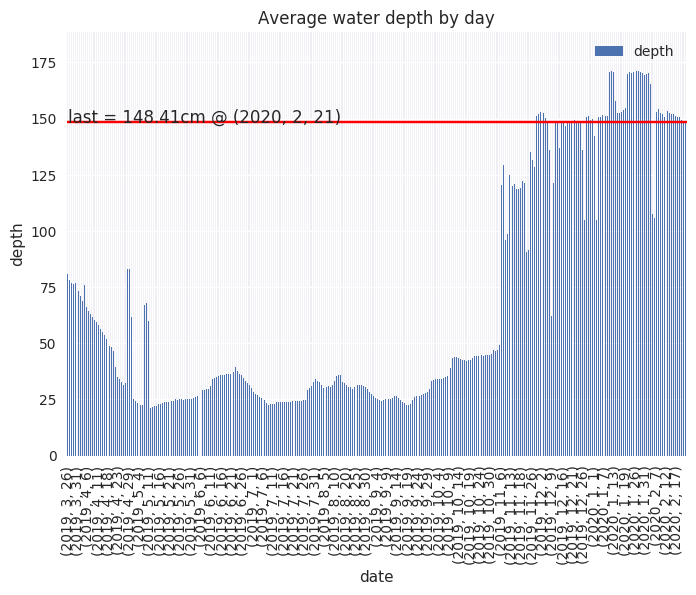 Average water depth by day
depth
last = 148.41cm @ (2020, 2, 21)
175
150
125
100
75
50
25
0
depth
(2019, 3, 26)
(2019, 3, 31)
(2019, 4, 6)
(2019, 4, 11)
(2019, 4, 18)
(2019, 4, 23)
(2019, 4, 29)
(2019, 5, 4)
(2019, 5, 11)
(2019, 5, 16)
(2019, 5, 21)
(2019, 5, 26)
(2019, 5, 31)
(2019, 6, 11)
(2019, 6, 16)
(2019, 6, 21)
(2019, 6, 26)
(2019, 7, 1)
(2019, 7, 6)
(2019, 7, 11)
(2019, 7, 16)
(2019, 7, 21)
(2019, 7, 26)
(2019, 7, 31)
(2019, 8, 5)
(2019, 8, 10)
(2019, 8, 20)
(2019, 8, 25)
(2019, 8, 30)
(2019, 9, 4)
(2019, 9, 9)
(2019, 9, 14)
(2019, 9, 19)
(2019, 9, 24)
(2019, 9, 29)
(2019, 10, 4)
(2019, 10, 9)
(2019, 10, 14)
(2019, 10, 19)
(2019, 10, 24)
(2019, 10, 30)
(2019, 11, 6)
(2019, 11, 13)
(2019, 11, 18)
(2019, 11, 26)
(2019, 12, 2)
(2019, 12, 9)
(2019, 12, 16)
(2019, 12, 21)
(2019, 12, 26)
(2020, 1, 1)
(2020, 1, 7)
(2020, 1, 13)
(2020, 1, 19)
(2020, 1, 26)
(2020, 1, 31)
(2020, 2, 7)
(2020, 2, 12)
(2020, 2, 17)
date